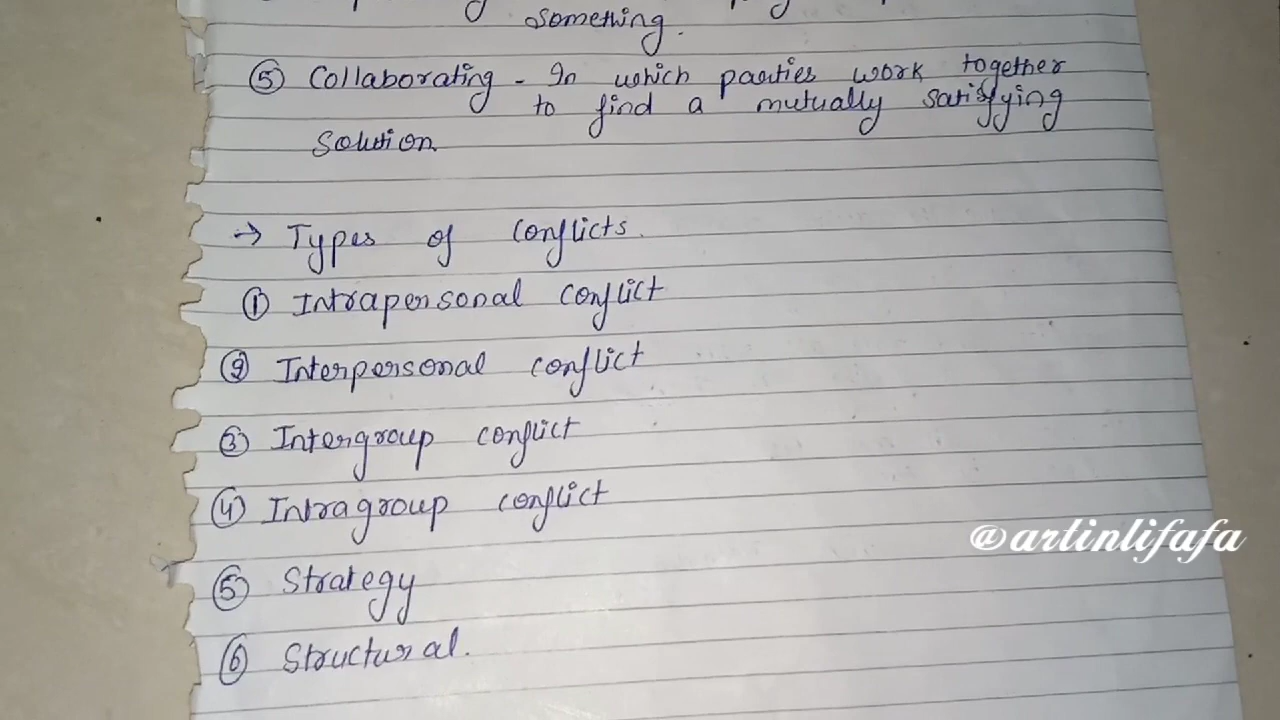 something.
⑤ Collaborating - In which parties work together
to find a mutually satisfying
Solution.
→ Types of Conflicts.
① Intrapersonal conflict
② Interpersonal conflict
③ Intergroup conflict
④ Intragroup conflict
@artinlifafa
⑤ Strategy
⑥ Structural.